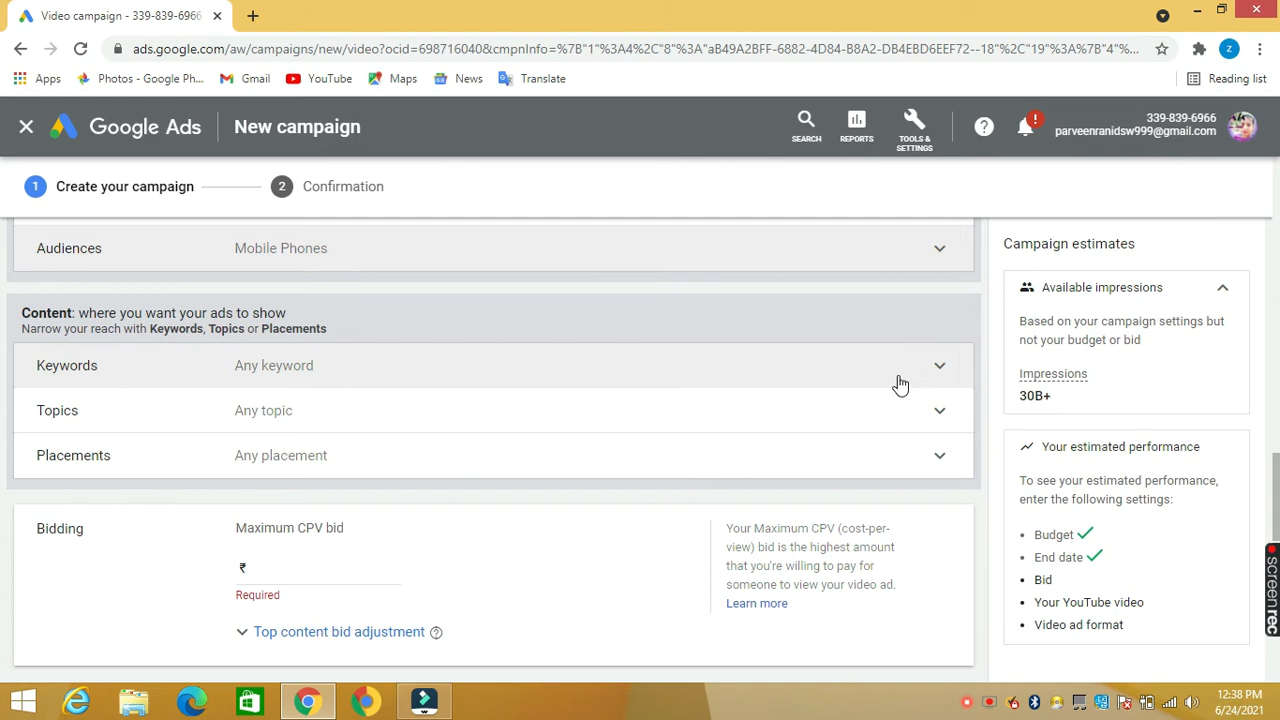 Video campaign - 339-839-6966
ads.google.com/aw/campaigns/new/video?ocid=698716040&cmpnInfo=%7B"1"%3A4%2C"8"%3A"aB49A2BFF-6882-4D84-B8A2-DB4EBD6EEF72--18"%2C"19"%3A%7B"4"%...
Apps
Photos - Google Ph...
Gmail
YouTube
Maps
News
Translate
Reading list
Google Ads
New campaign
SEARCH
REPORTS
TOOLS &
SETTINGS
339-839-6966
parveenranidsw999@gmail.com
1 Create your campaign
2 Confirmation
Audiences Mobile Phones
Content: where you want your ads to show
Narrow your reach with Keywords, Topics or Placements
Keywords Any keyword
Topics Any topic
Placements Any placement
Bidding
Maximum CPV bid
₹
Required
Top content bid adjustment
Your Maximum CPV (cost-per-
view) bid is the highest amount
that you're willing to pay for
someone to view your video ad.
Learn more
Campaign estimates
Available impressions
Based on your campaign settings but
not your budget or bid
Impressions
30B+
Your estimated performance
To see your estimated performance,
enter the following settings:
• Budget
• End date
• Bid
• Your YouTube video
• Video ad format
screenrec
12:38 PM
6/24/2021